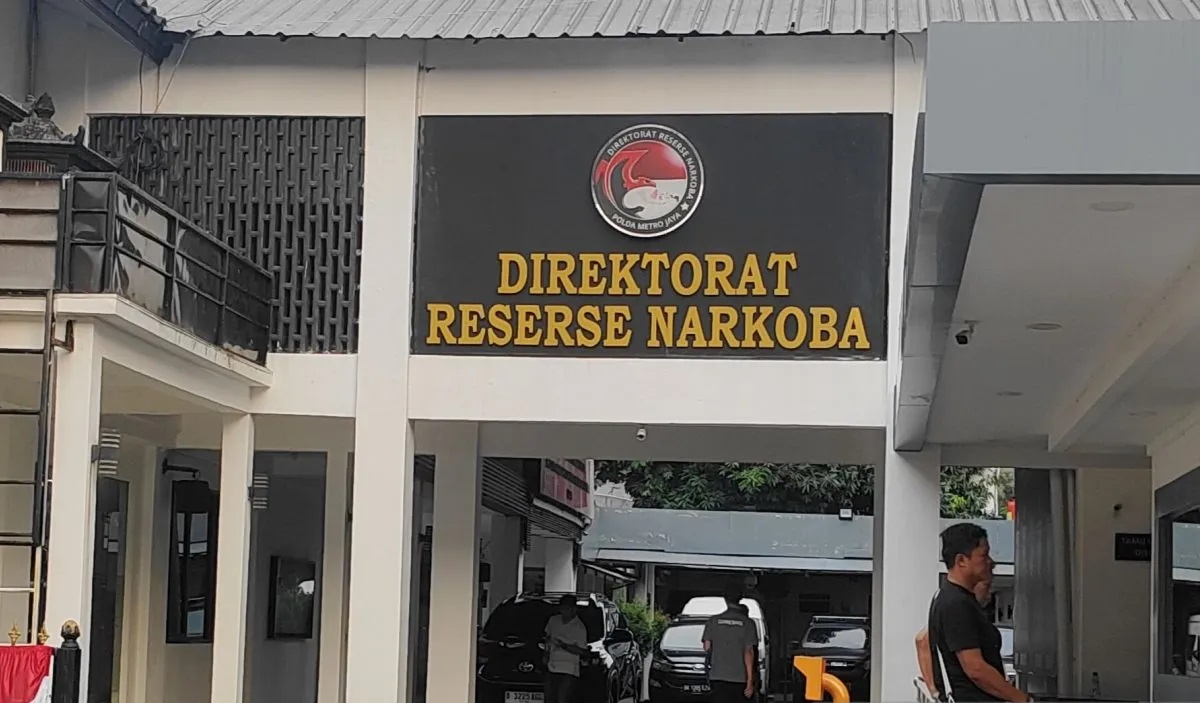 DIREKTORAT RESERSE NARKOBA
POLDA METRO JAYA
DIREKTORAT
RESERSE NARKOBA